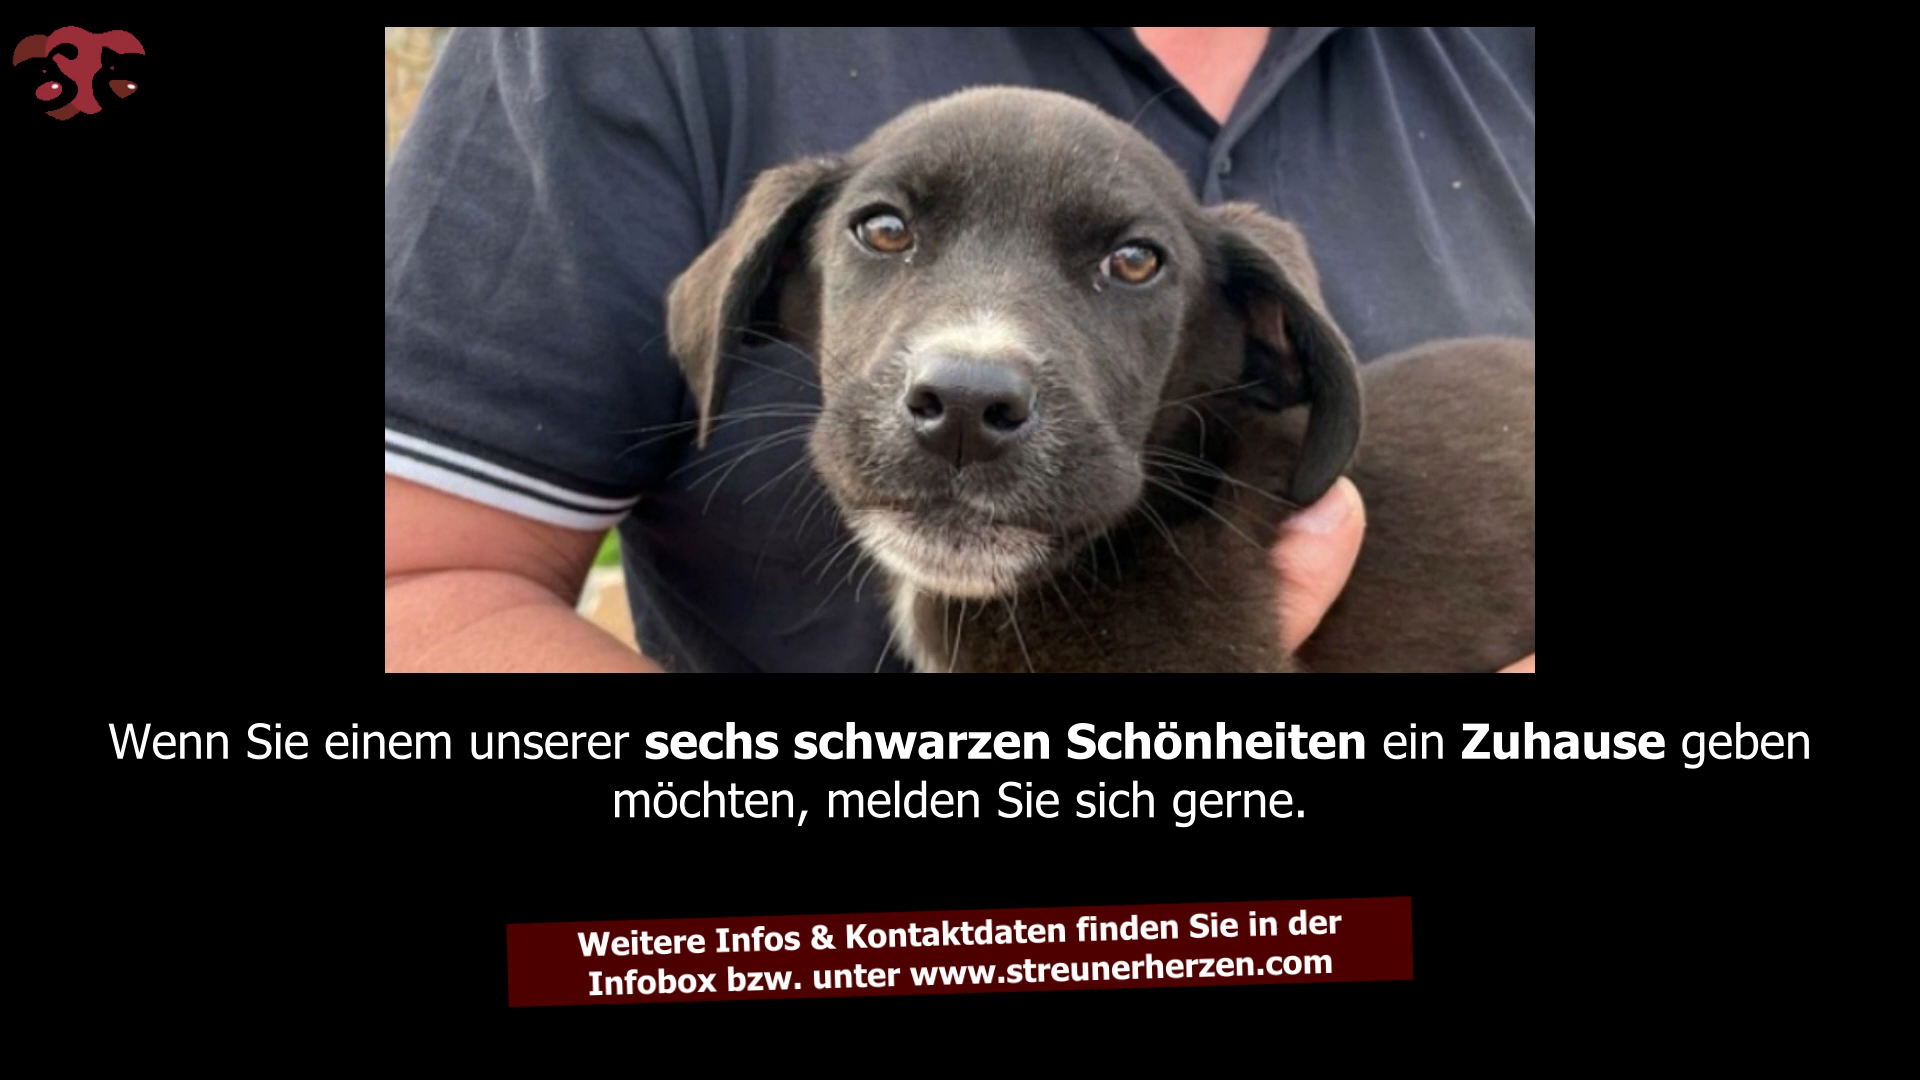 Wenn Sie einem unserer sechs schwarzen Schönheiten ein Zuhause geben
möchten, melden Sie sich gerne.
Weitere Infos & Kontaktdaten finden Sie in der
Infobox bzw. unter www.streunerherzen.com